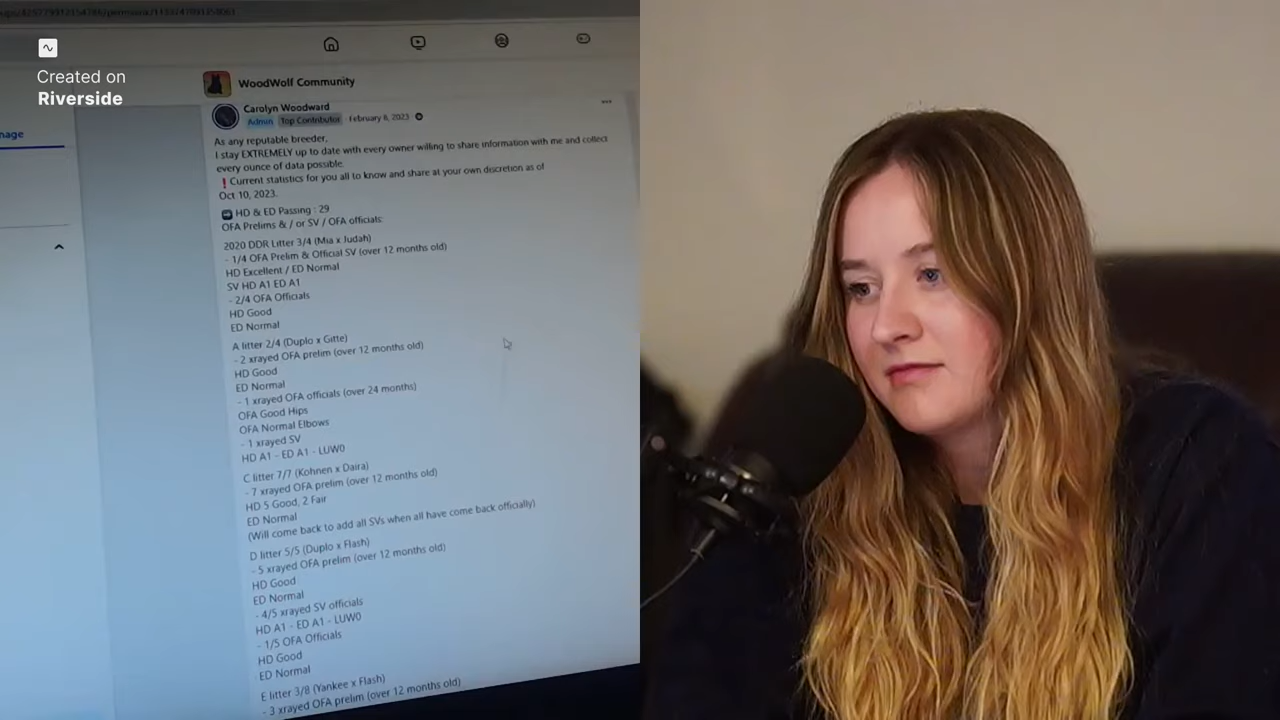 Created on
Riverside
nage
WoodWolf Community
Carolyn Woodward
Admin Top Contributor · February 6, 2023
As any reputable breeder,
I stay EXTREMELY up to date with every owner willing to share information with me and collect
every ounce of data possible.
❗Current statistics for you all to know and share at your own discretion as of
Oct 10, 2023.
➡️ HD & ED Passing : 29
OFA Prelims & / or SV / OFA officials:
2020 DDR Litter 3/4 (Mia x Judah)
- 1/4 OFA Prelim & Official SV (over 12 months old)
HD Excellent / ED Normal
SV HD A1 ED A1
- 2/4 OFA Officials
HD Good
ED Normal
A litter 2/4 (Duplo x Gitte)
- 2 xrayed OFA prelim (over 12 months old)
HD Good
ED Normal
- 1 xrayed OFA officials (over 24 months)
OFA Good Hips
OFA Normal Elbows
- 1 xrayed SV
HD A1 - ED A1 - LUW0
C litter 7/7 (Kohnen x Daira)
- 7 xrayed OFA prelim (over 12 months old)
HD 5 Good, 2 Fair
ED Normal
(Will come back to add all SVs when all have come back officially)
D litter 5/5 (Duplo x Flash)
- 5 xrayed OFA prelim (over 12 months old)
HD Good
ED Normal
- 4/5 xrayed SV officials
HD A1 - ED A1 - LUW0
- 1/5 OFA Officials
HD Good
ED Normal
E litter 3/8 (Yankee x Flash)
- 3 xrayed OFA prelim (over 12 months old)